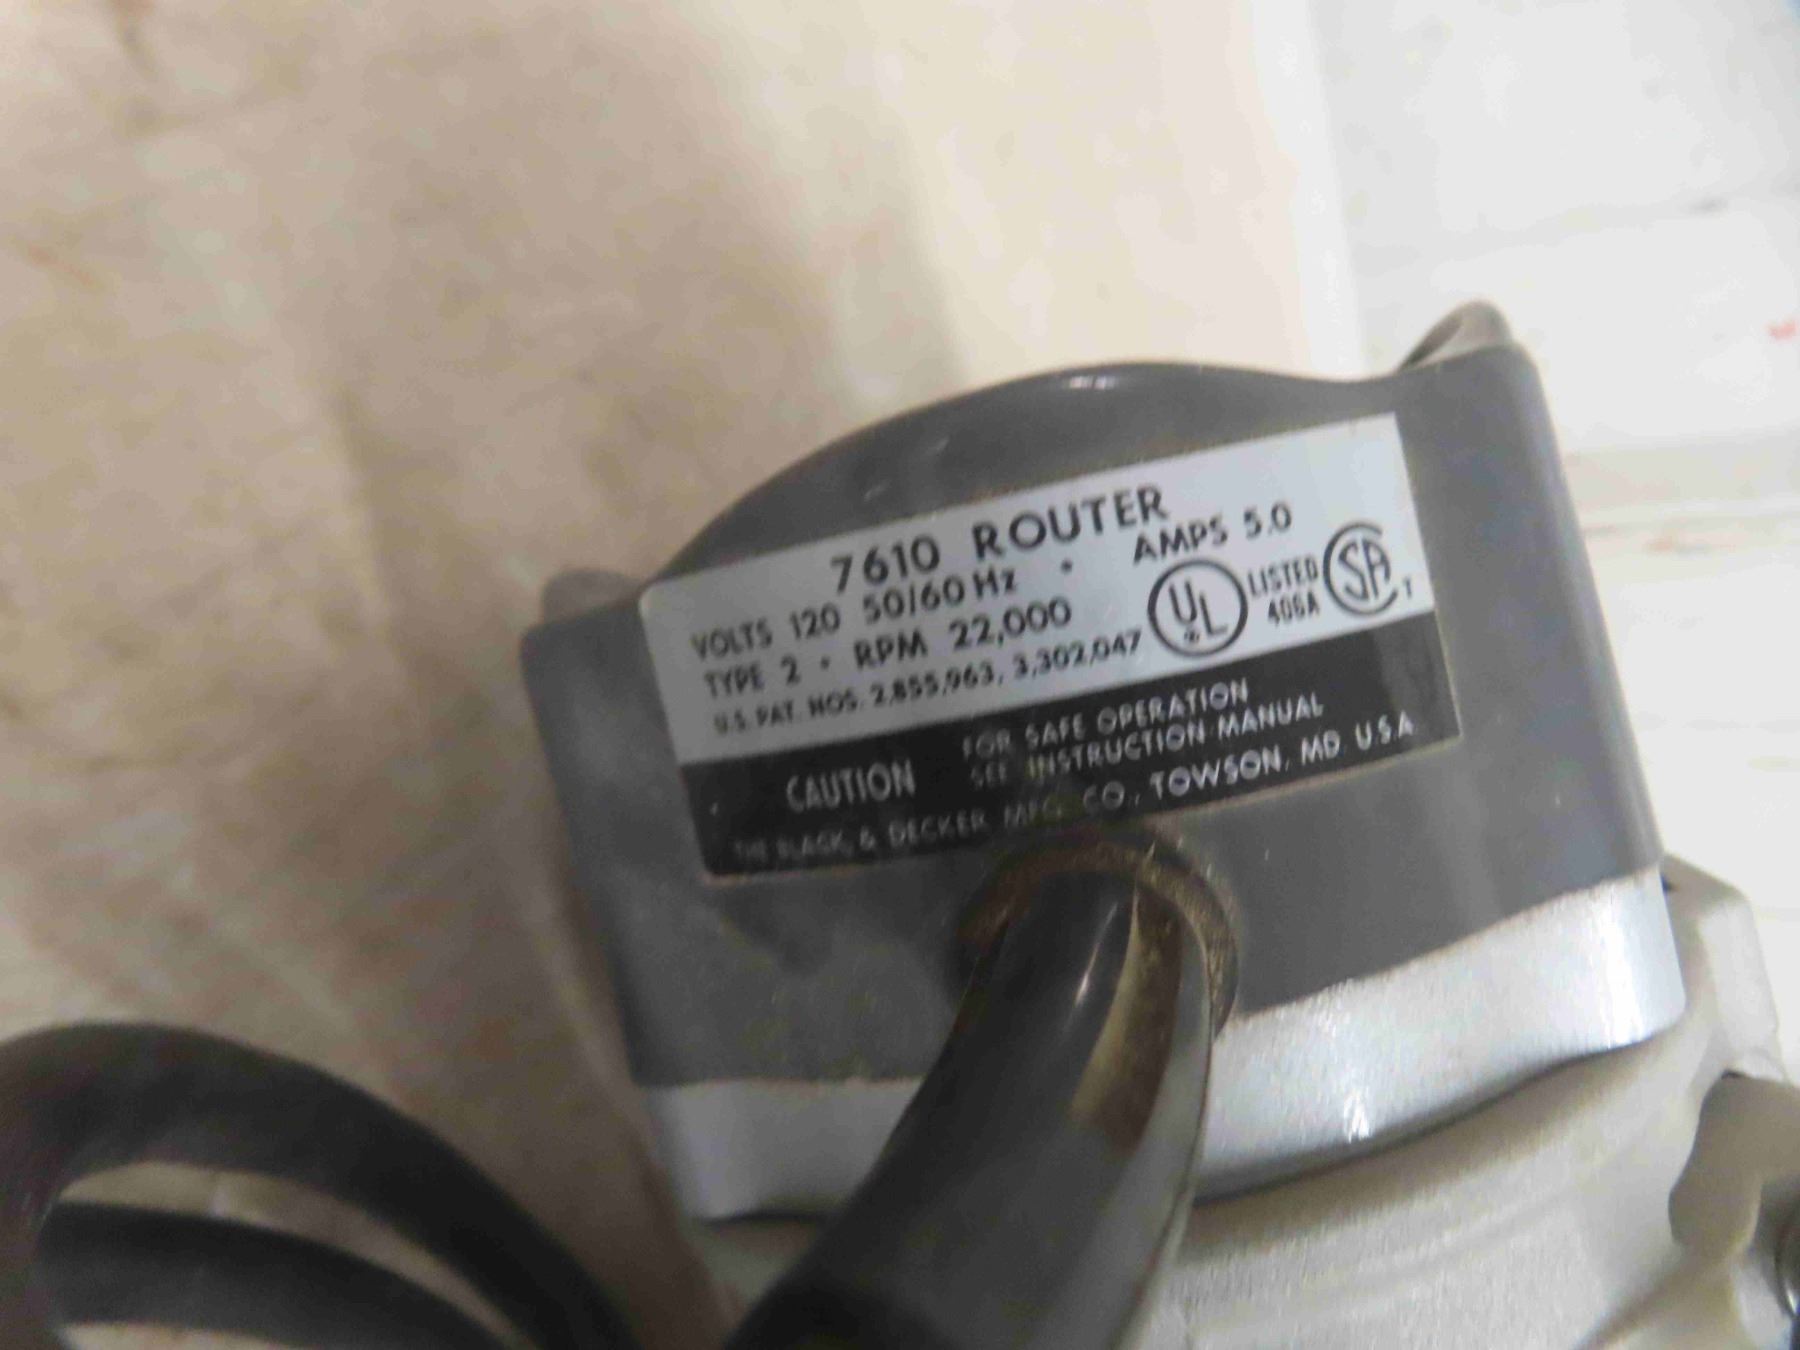 7610 ROUTER
VOLTS 120 50/60 Hz • AMPS 5.0
TYPE 2 • RPM 22,000
U.S. PAT. NOS. 2,855,963, 3,302,047
UL
®
LISTED
406A
SA
T
CAUTION
FOR SAFE OPERATION
SEE INSTRUCTION MANUAL
THE BLACK & DECKER MFG. CO., TOWSON, MD. U.S.A.